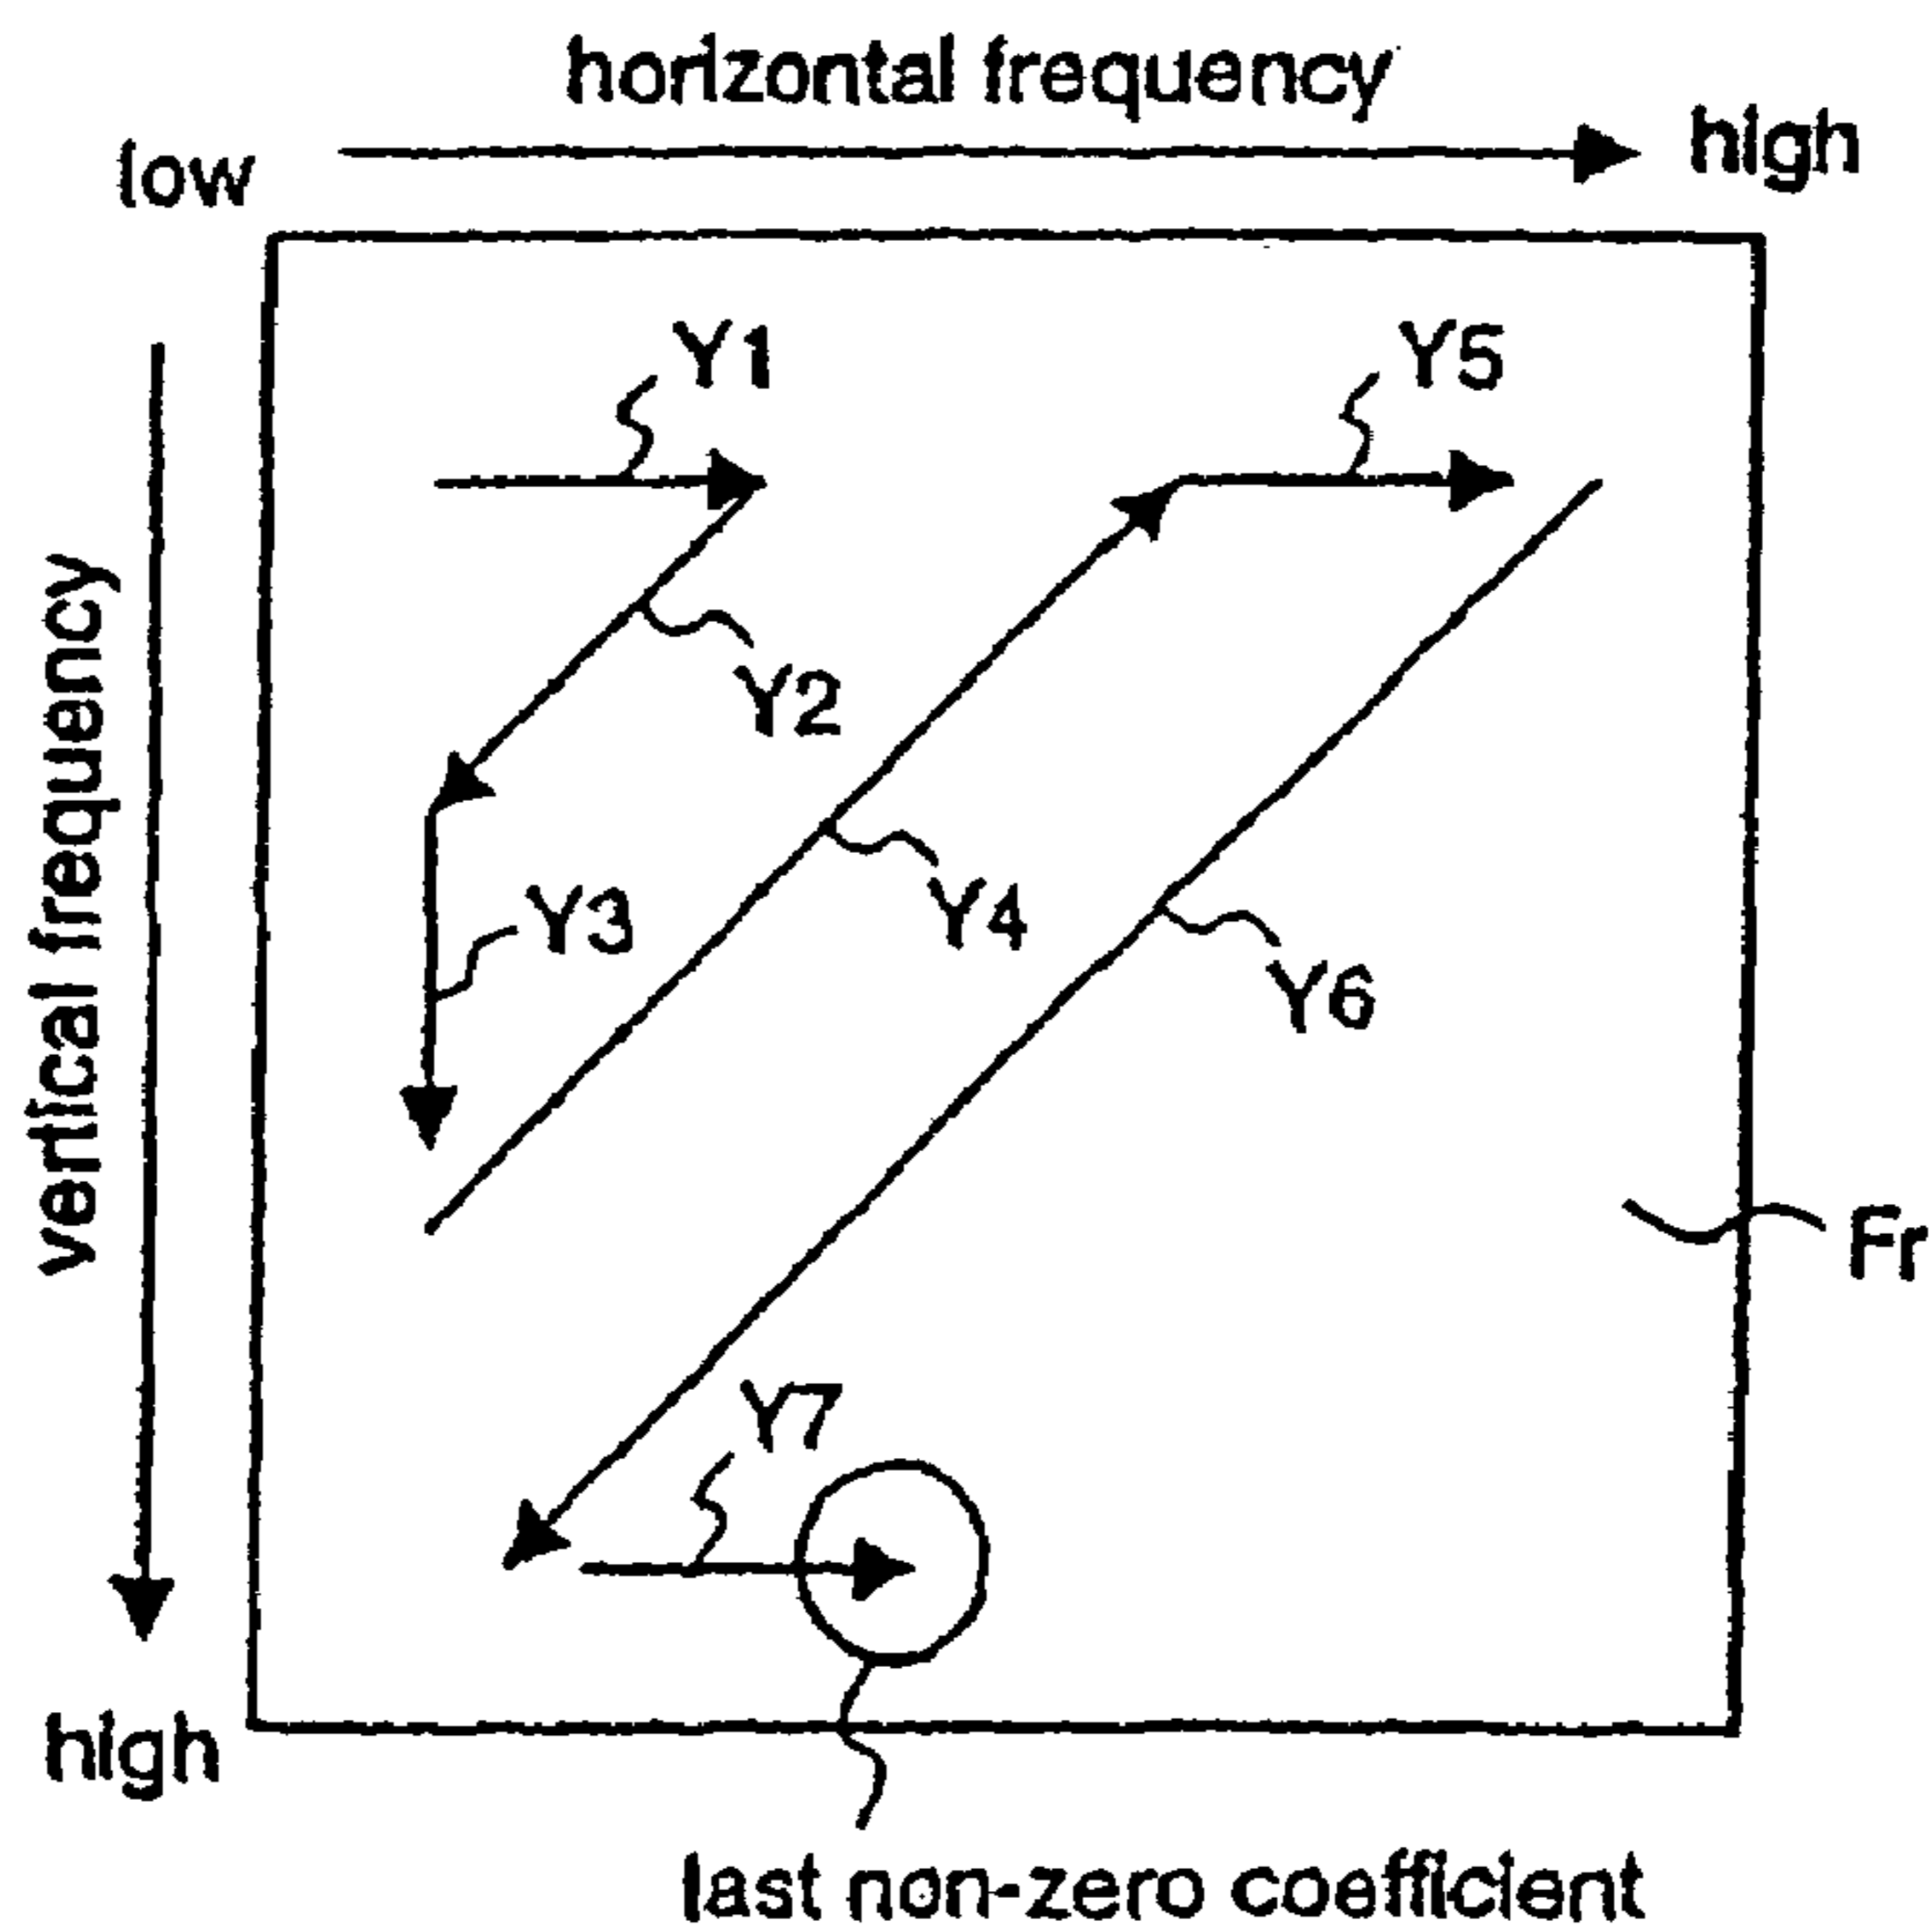 horizontal frequency
low
high
Y1
Y5
Y2
vertical frequency
Y3
Y4
Y6
Fr
Y7
high
last non-zero coefficient